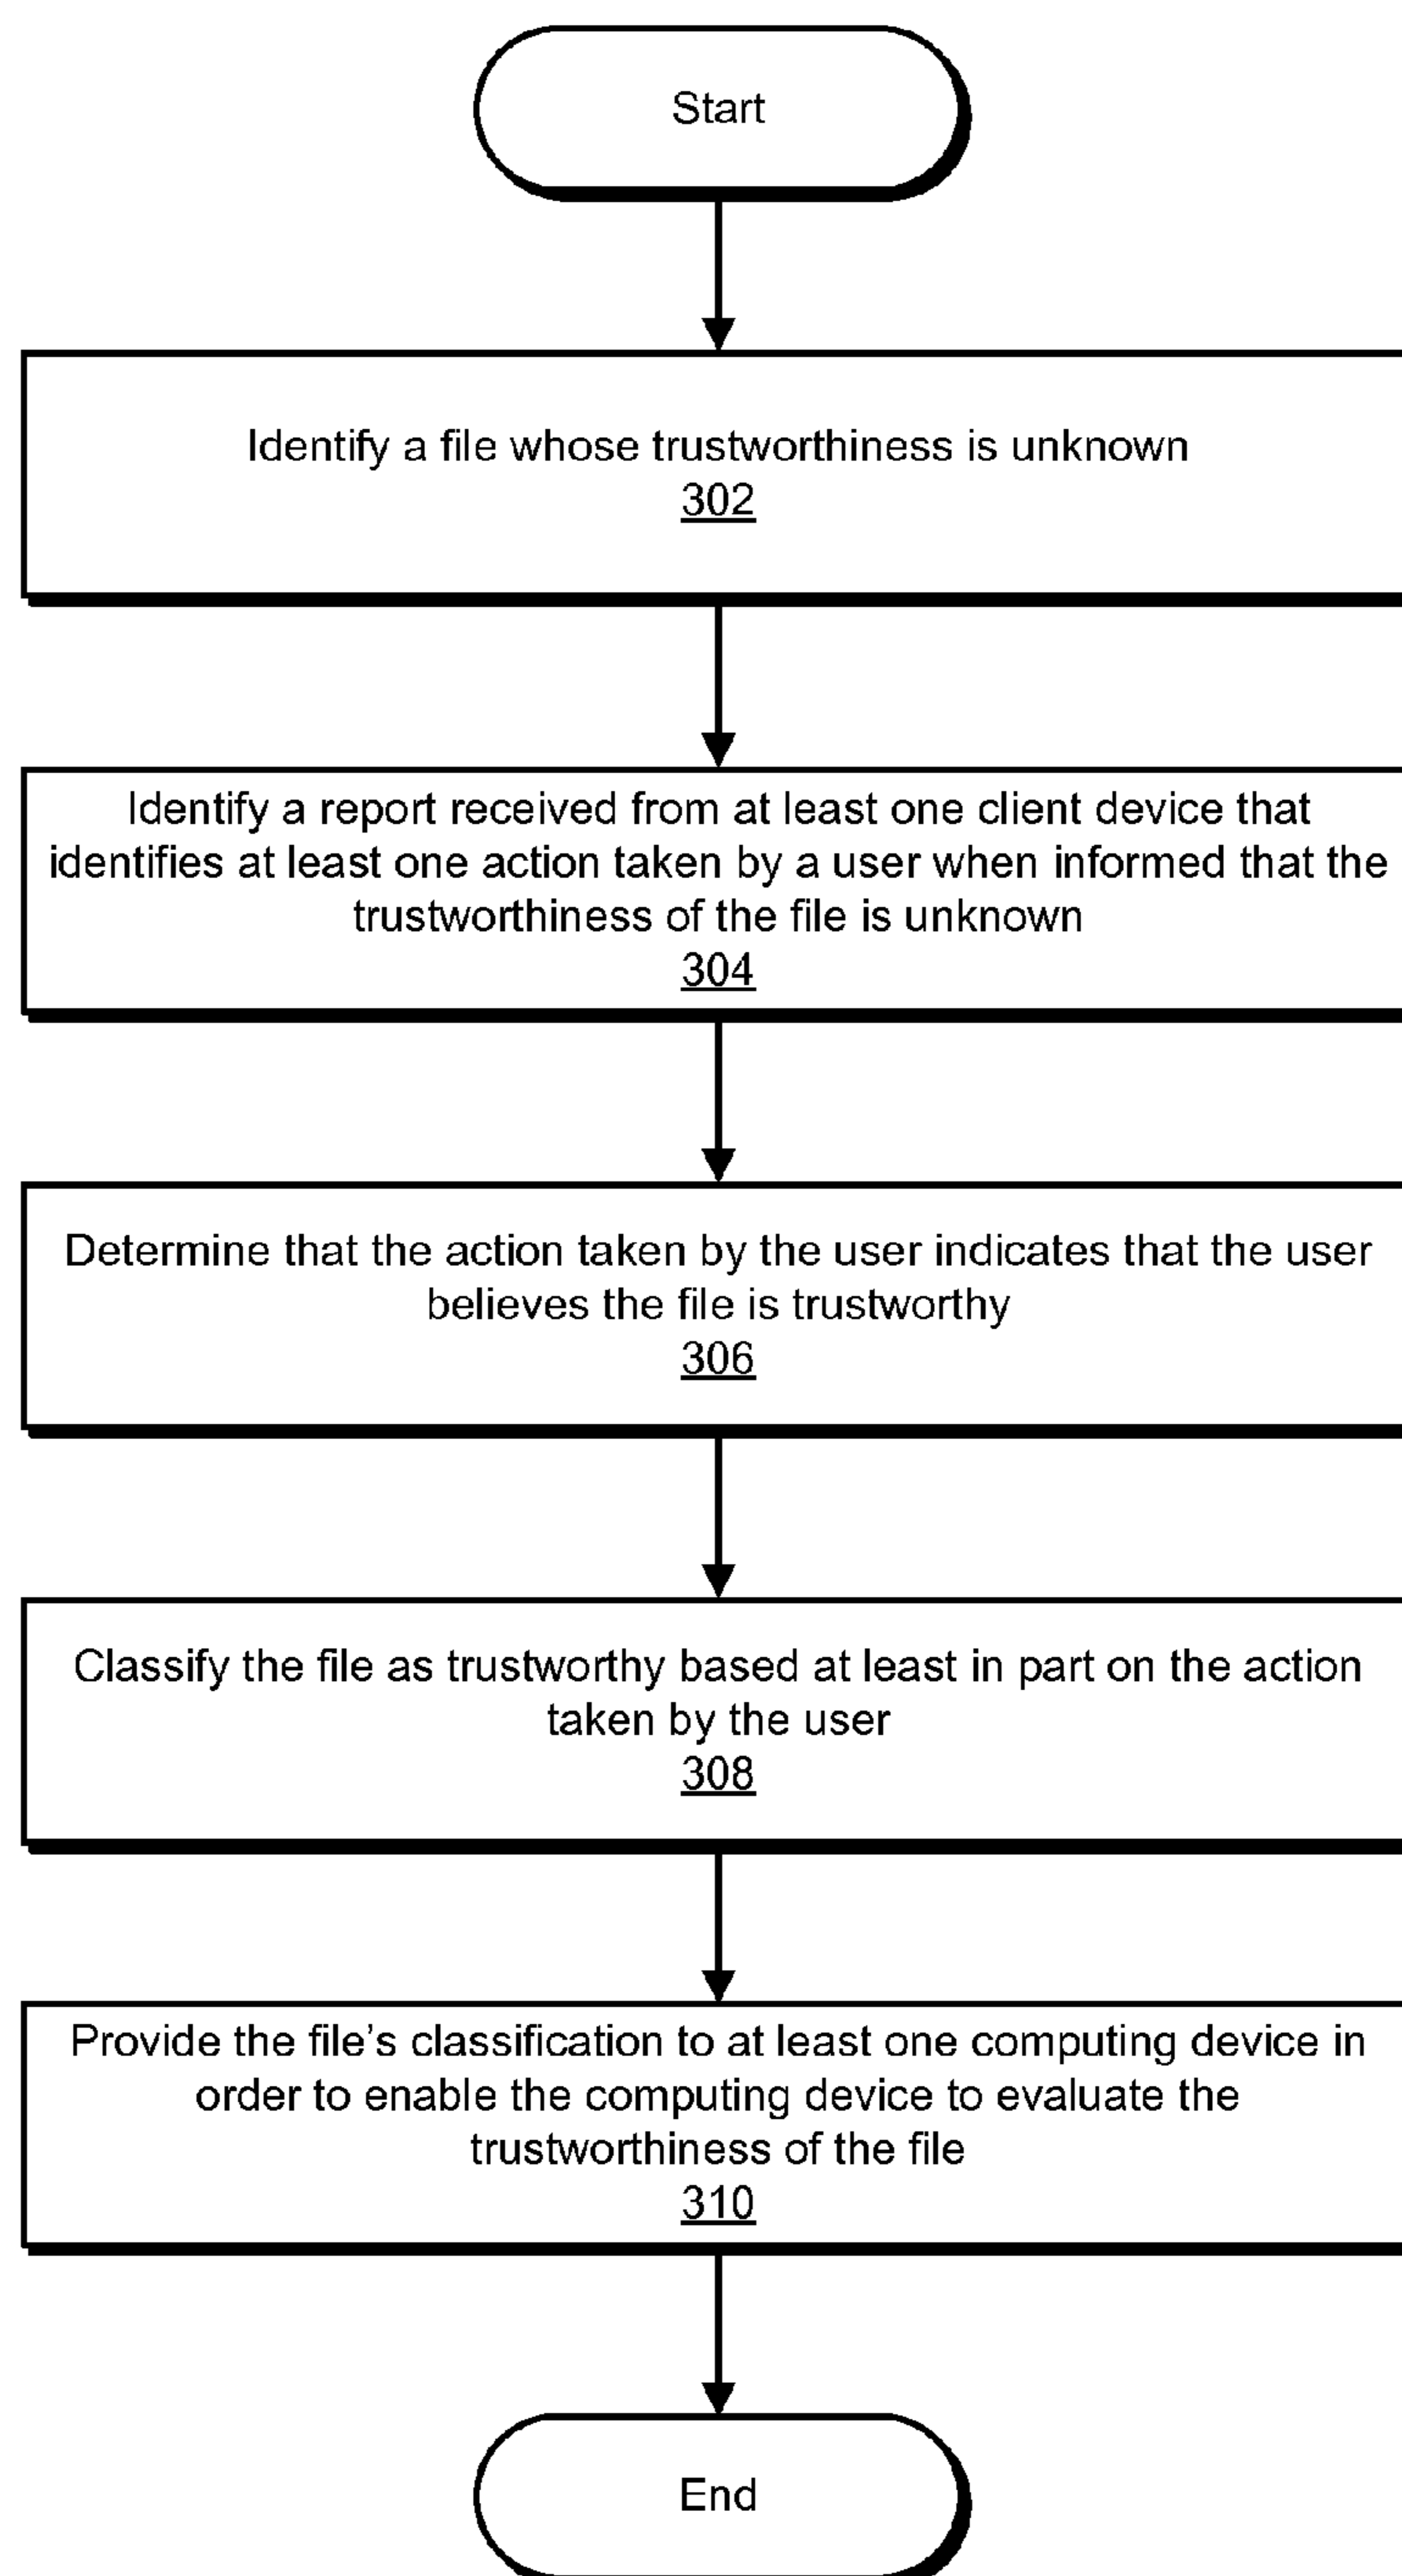 Start
Identify a file whose trustworthiness is unknown
302
Identify a report received from at least one client device that
identifies at least one action taken by a user when informed that the
trustworthiness of the file is unknown
304
Determine that the action taken by the user indicates that the user
believes the file is trustworthy
306
Classify the file as trustworthy based at least in part on the action
taken by the user
308
Provide the file’s classification to at least one computing device in
order to enable the computing device to evaluate the
trustworthiness of the file
310
End